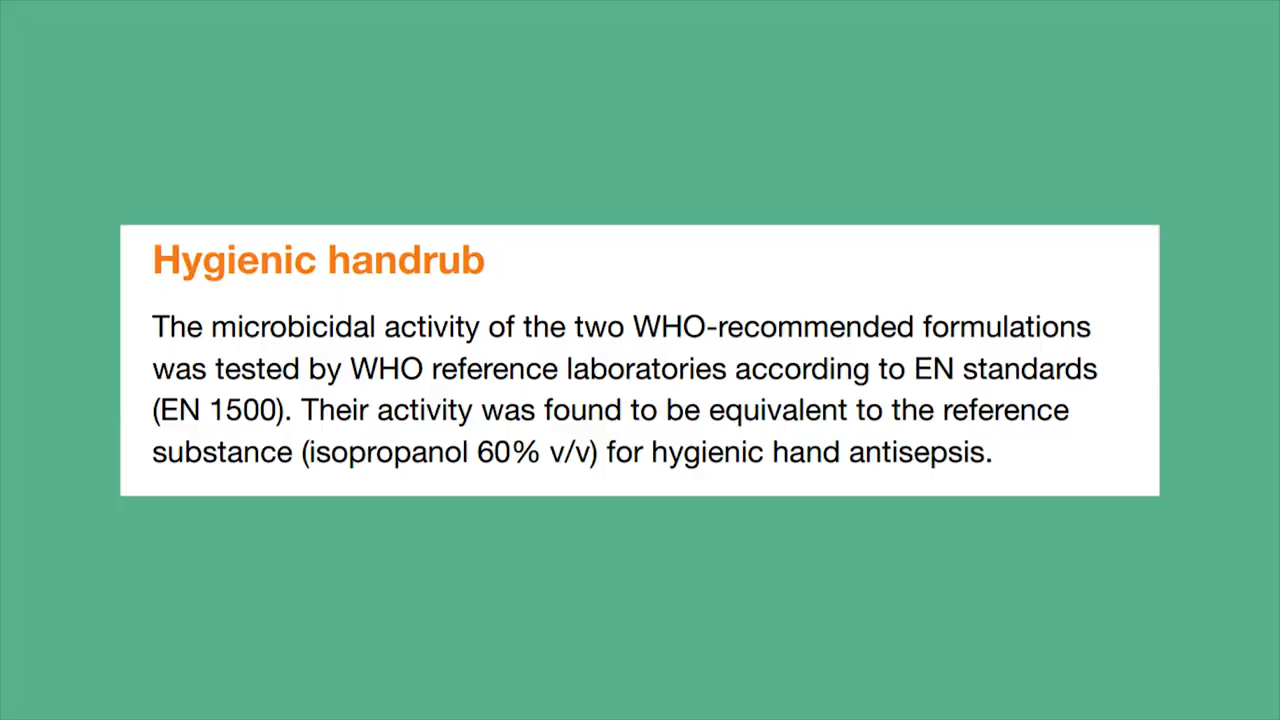 Hygienic handrub
The microbicidal activity of the two WHO-recommended formulations
was tested by WHO reference laboratories according to EN standards
(EN 1500). Their activity was found to be equivalent to the reference
substance (isopropanol 60% v/v) for hygienic hand antisepsis.